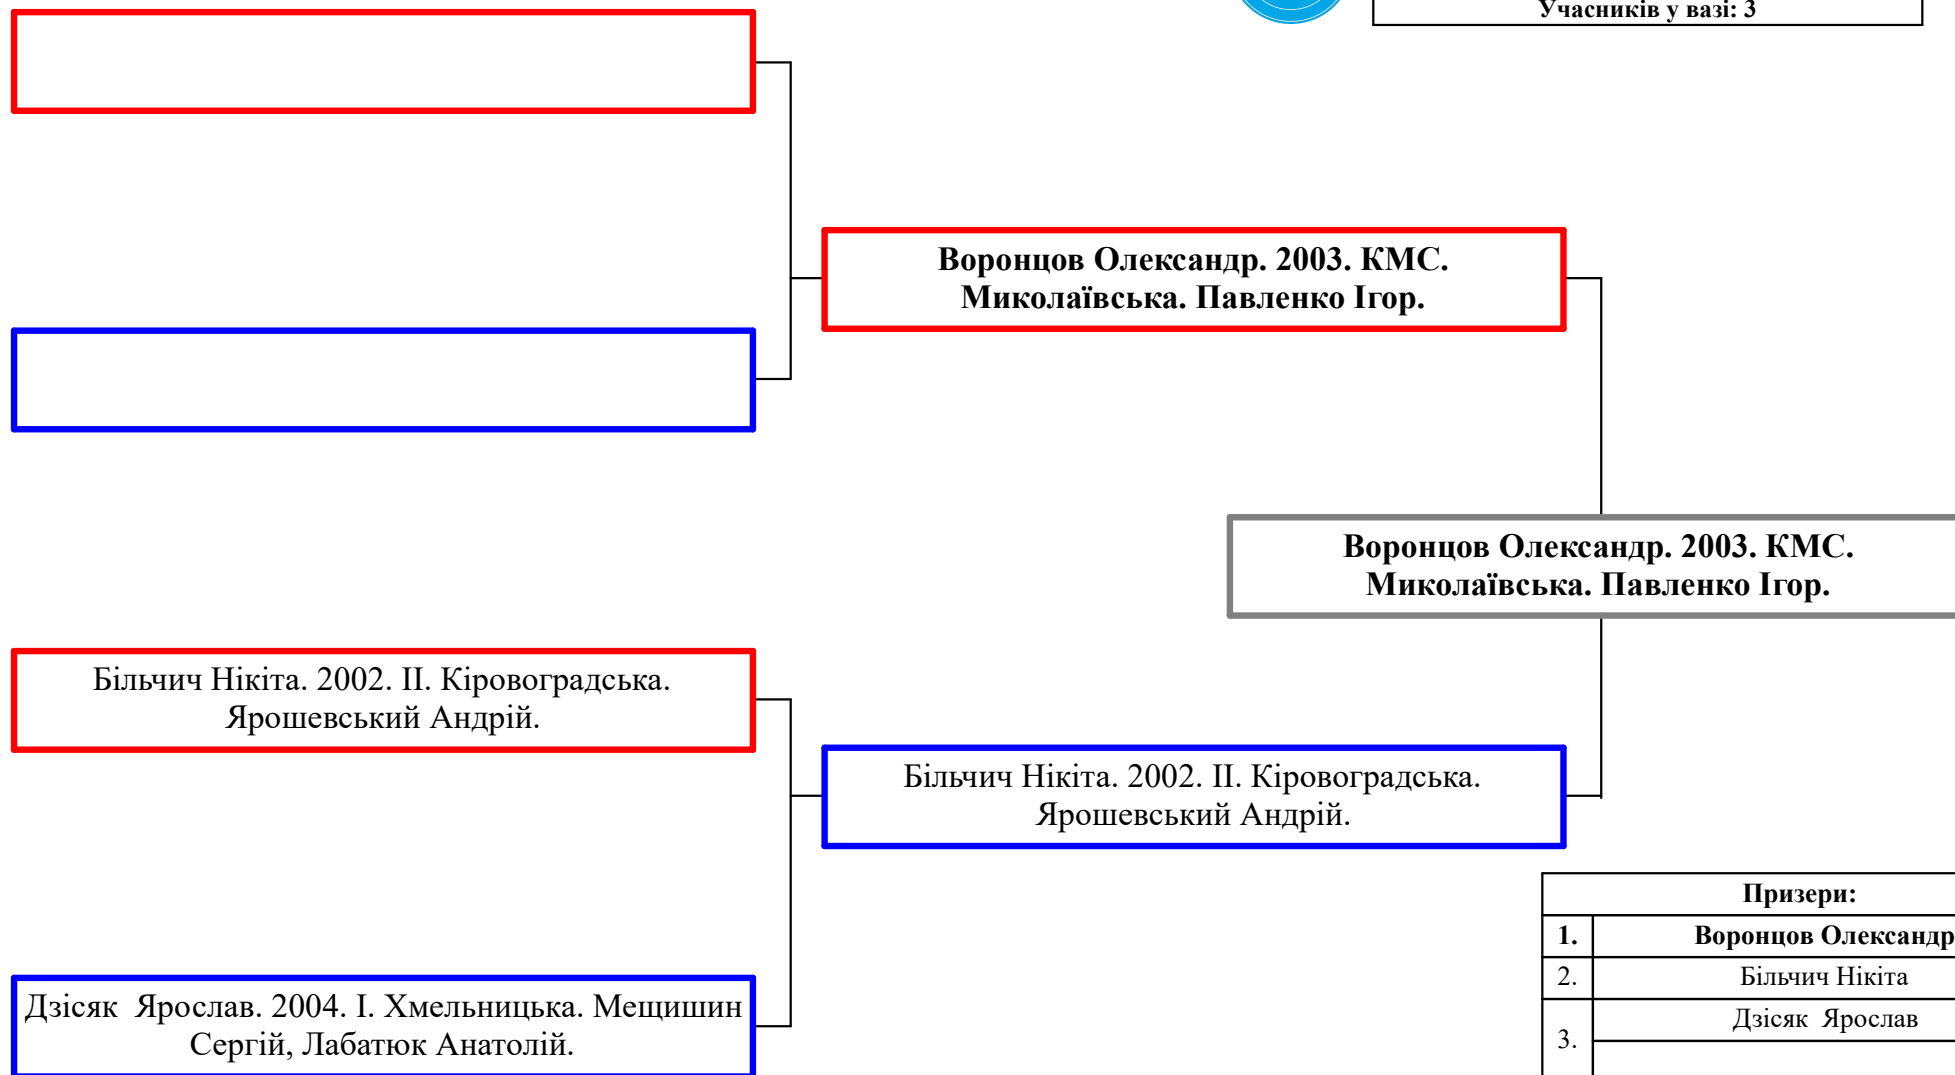 Учасників у вазі: 3
Воронцов Олександр. 2003. КМС.
Миколаївська. Павленко Ігор.
Воронцов Олександр. 2003. КМС.
Миколаївська. Павленко Ігор.
Більчич Нікіта. 2002. ІІ. Кіровоградська.
Ярошевський Андрій.
Більчич Нікіта. 2002. ІІ. Кіровоградська.
Ярошевський Андрій.
Дзісяк Ярослав. 2004. І. Хмельницька. Мещишин
Сергій, Лабатюк Анатолій.
Призери:
1. Воронцов Олександр
2. Більчич Нікіта
3. Дзісяк Ярослав